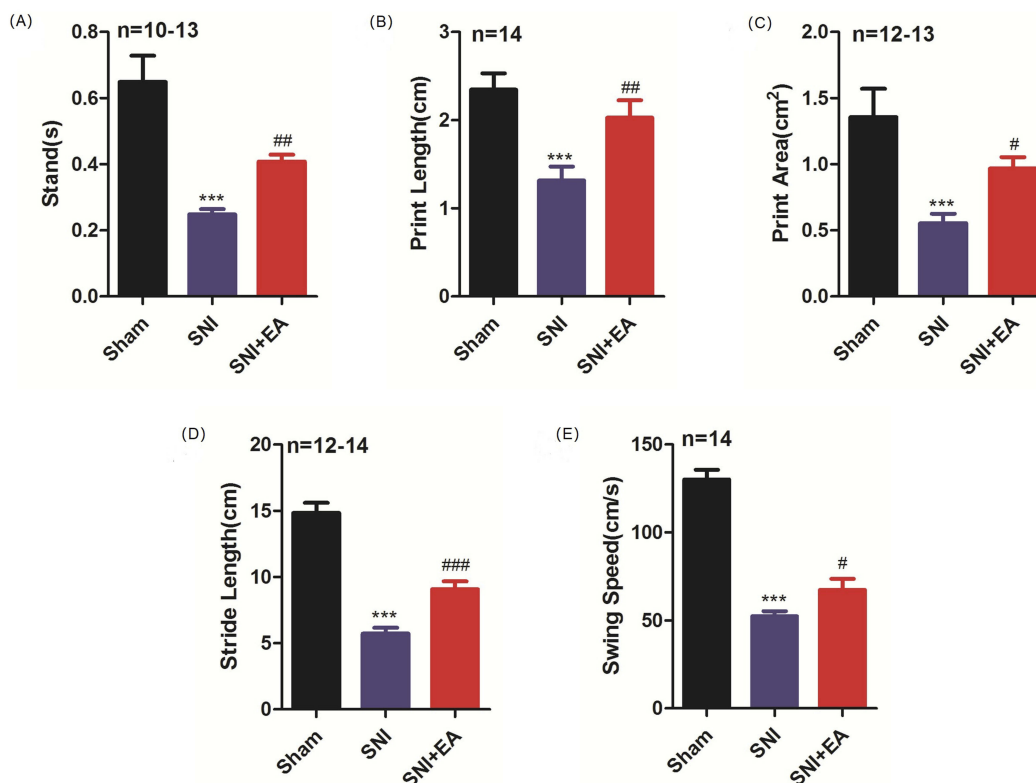 (A)
n=10-13
Stand(s)
0.8
0.6
0.4
0.2
0.0
***
##
Sham
SNI
SNI+EA
(B)
n=14
Print Length(cm)
3
2
1
0
***
##
Sham
SNI
SNI+EA
(C)
n=12-13
Print Area(cm²)
2.0
1.5
1.0
0.5
0.0
***
#
Sham
SNI
SNI+EA
(D)
n=12-14
Stride Length(cm)
20
15
10
5
0
***
###
Sham
SNI
SNI+EA
(E)
n=14
Swing Speed(cm/s)
150
100
50
0
***
#
Sham
SNI
SNI+EA